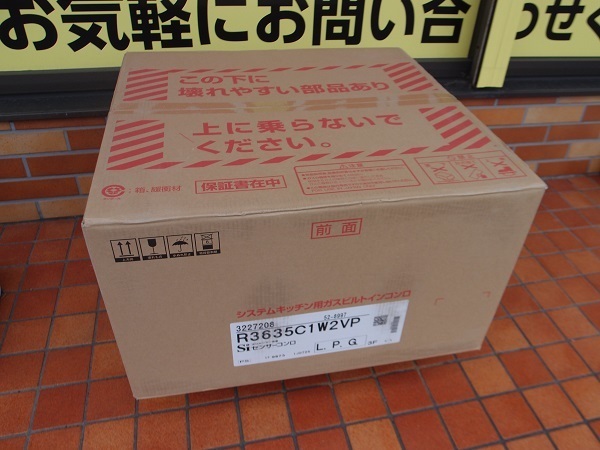 お気軽にお問い合
わせく
この下に
壊れやすい部品あり
上に乗らないで
ください。
保証書在中
前面
システムキッチン用ガスビルトインコンロ
3227208
R3635C1W2VP
Siセンサーコンロ
L.P.G